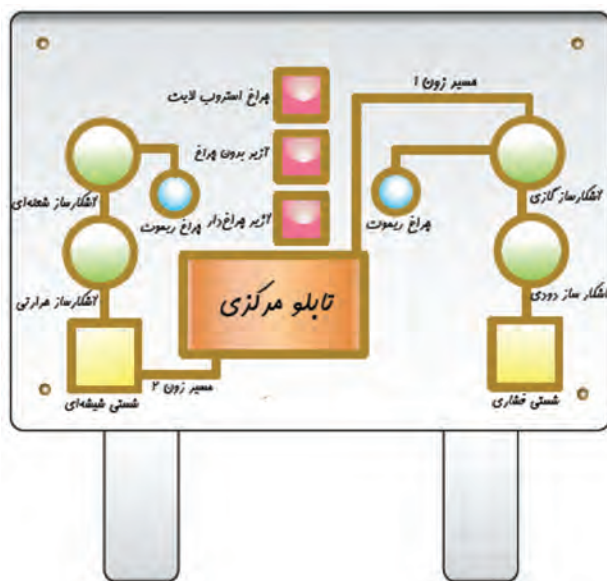 مسیر زون ۱
چراغ استروب لایت
آژیر بدون چراغ
آشکارساز شعله‌ای
آشکارساز گازی
چراغ ریموت
چراغ ریموت
آژیر چراغ‌دار
آشکارساز حرارتی
آشکار ساز دودی
تابلو مرکزی
مسیر زون ۲
شستی شیشه‌ای
شستی فشاری